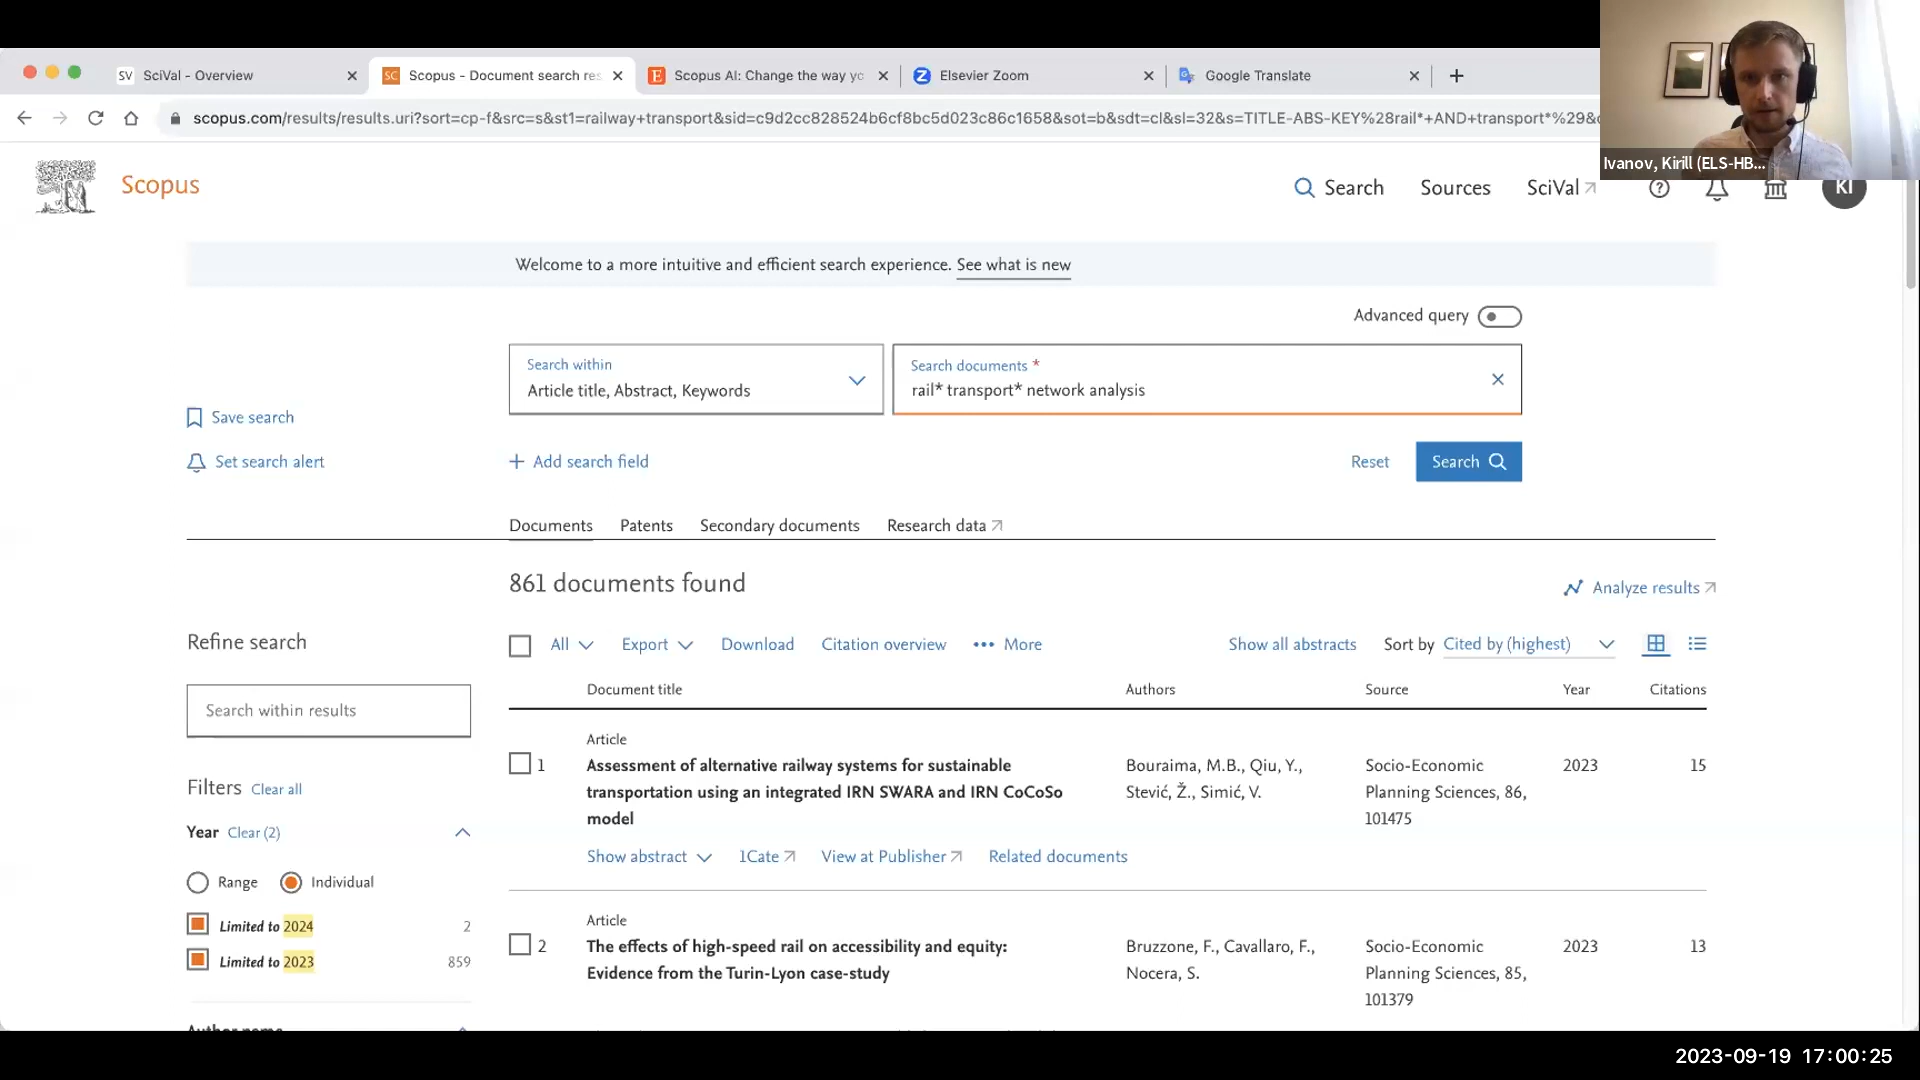 SciVal - Overview
Scopus - Document search res
Scopus AI: Change the way yo
Elsevier Zoom
Google Translate
scopus.com/results/results.uri?sort=cp-f&src=s&st1=railway+transport&sid=c9d2cc828524b6cf8bc5d023c86c1658&sot=b&sdt=cl&sl=32&s=TITLE-ABS-KEY%28rail*+AND+transport*%29&
Ivanov, Kirill (ELS-HB...
Scopus
Search
Sources
SciVal
KI
Welcome to a more intuitive and efficient search experience. See what is new
Advanced query
Search within
Article title, Abstract, Keywords
Search documents *
rail* transport* network analysis
Save search
Set search alert
+ Add search field
Reset
Search
Documents
Patents
Secondary documents
Research data
861 documents found
Analyze results
Refine search
Search within results
Filters Clear all
Year Clear (2)
Range
Individual
Limited to 2024 2
Limited to 2023 859
Author name
All
Export
Download
Citation overview
••• More
Show all abstracts
Sort by Cited by (highest)
Document title
Authors
Source
Year
Citations
Article
1
Assessment of alternative railway systems for sustainable
transportation using an integrated IRN SWARA and IRN CoCoSo
model
Bouraima, M.B., Qiu, Y.,
Stević, Ž., Simić, V.
Socio-Economic
Planning Sciences, 86,
101475
2023
15
Show abstract
1Cate
View at Publisher
Related documents
Article
2
The effects of high-speed rail on accessibility and equity:
Evidence from the Turin-Lyon case-study
Bruzzone, F., Cavallaro, F.,
Nocera, S.
Socio-Economic
Planning Sciences, 85,
101379
2023
13
2023-09-19 17:00:25